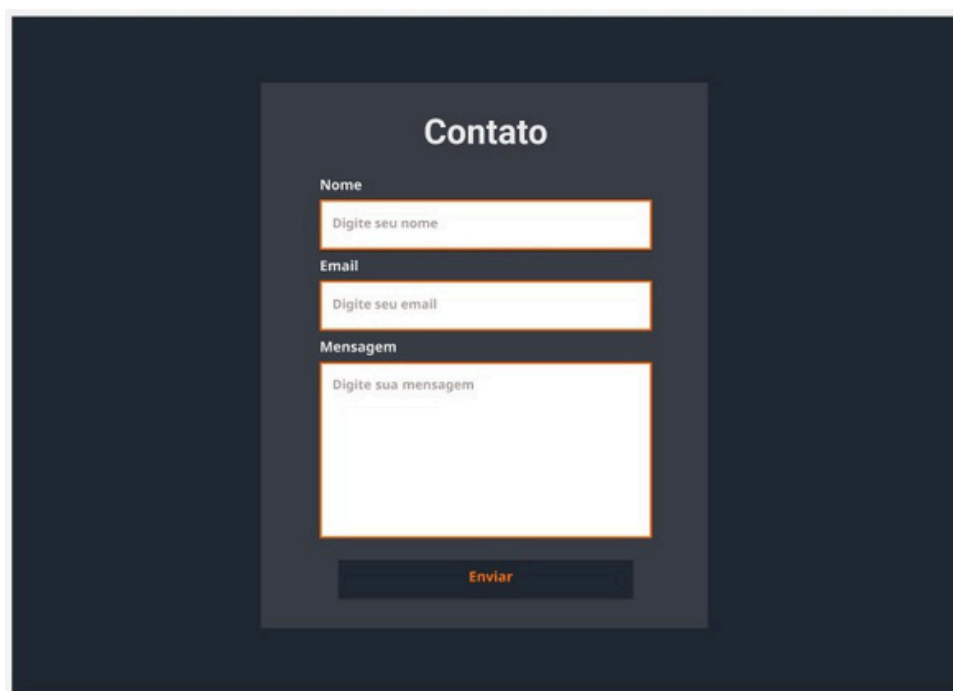 Contato
Nome
Digite seu nome
Email
Digite seu email
Mensagem
Digite sua mensagem
Enviar